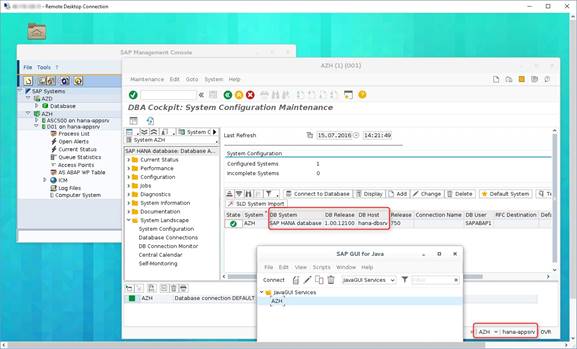 - Remote Desktop Connection
SAP Management Console
File Tools
SAP Systems
AZD
Database
AZH
ASCS00 on hana-appsrv
D01 on hana-appsrv
Process List
Open Alerts
Current Status
Queue Statistics
Access Points
AS ABAP WP Table
ICM
Log Files
Computer System
AZH (1) (001)
Maintenance Edit Goto System Help
DBA Cockpit: System Configuration Maintenance
System C
System AZH
SAP HANA database: Database A...
Current Status
Performance
Configuration
Jobs
Diagnostics
System Information
Documentation
System Landscape
System Configuration
Database Connections
DB Connection Monitor
Central Calendar
Self-Monitoring
Last Refresh 15.07.2016 14:21:49
System Configuration
Configured Systems 1
Incomplete Systems 0
Connect to Database Display Add Change Delete Default System
SLD System Import
State System DB System DB Release DB Host Release Connection Name DB User RFC Destination
AZH SAP HANA database 1.00.12100 hana-dbsrv 750 SAPABAP1
AZH Database connection DEFAULT
SAP GUI for Java
File Edit View Scripts Window Help
Connect JavaGUI Services Filter
JavaGUI Services
AZH
AZH hana-appsrv OVR